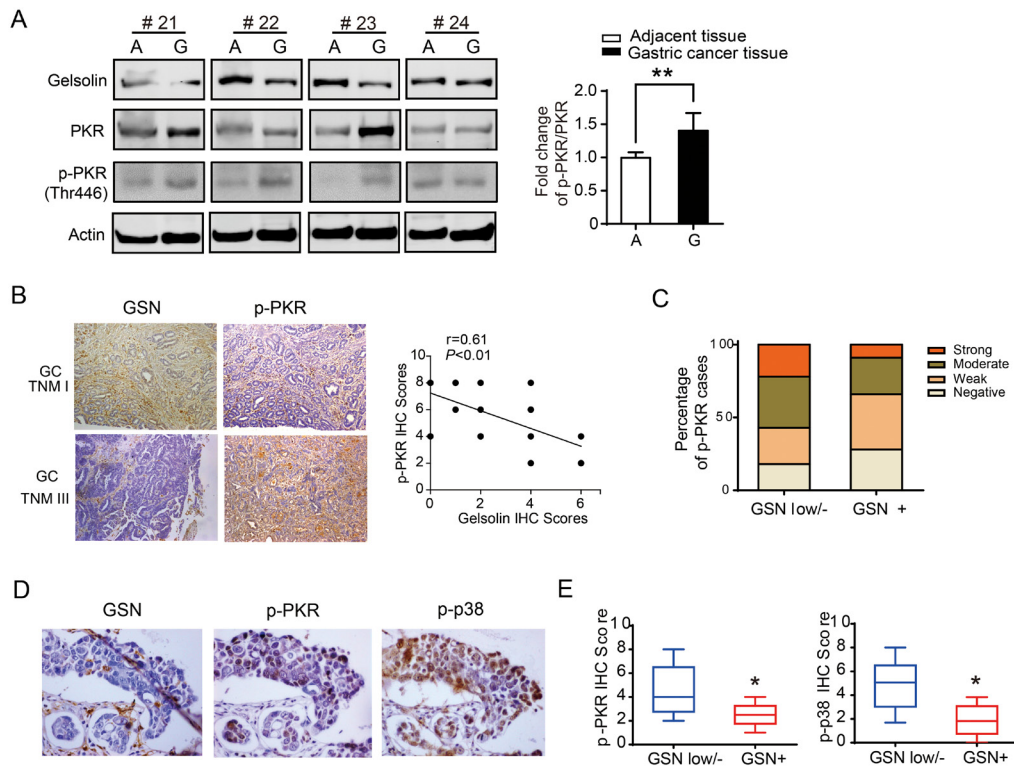 A
# 21 # 22 # 23 # 24
A G A G A G A G
Gelsolin
PKR
p-PKR
(Thr446)
Actin
Adjacent tissue
Gastric cancer tissue
**
Fold change
of p-PKR/PKR
2.0
1.5
1.0
0.5
0
A G
B
GSN p-PKR
GC
TNM I
GC
TNM III
r=0.61
P<0.01
p-PKR IHC Scores
10
8
6
4
2
0
0 2 4 6
Gelsolin IHC Scores
C
Percentage
of p-PKR cases
100
50
0
GSN low/- GSN +
Strong
Moderate
Weak
Negative
D
GSN p-PKR p-p38
E
p-PKR IHC Score
10
8
6
4
2
0
*
GSN low/- GSN+
p-p38 IHC Score
10
8
6
4
2
0
*
GSN low/- GSN+